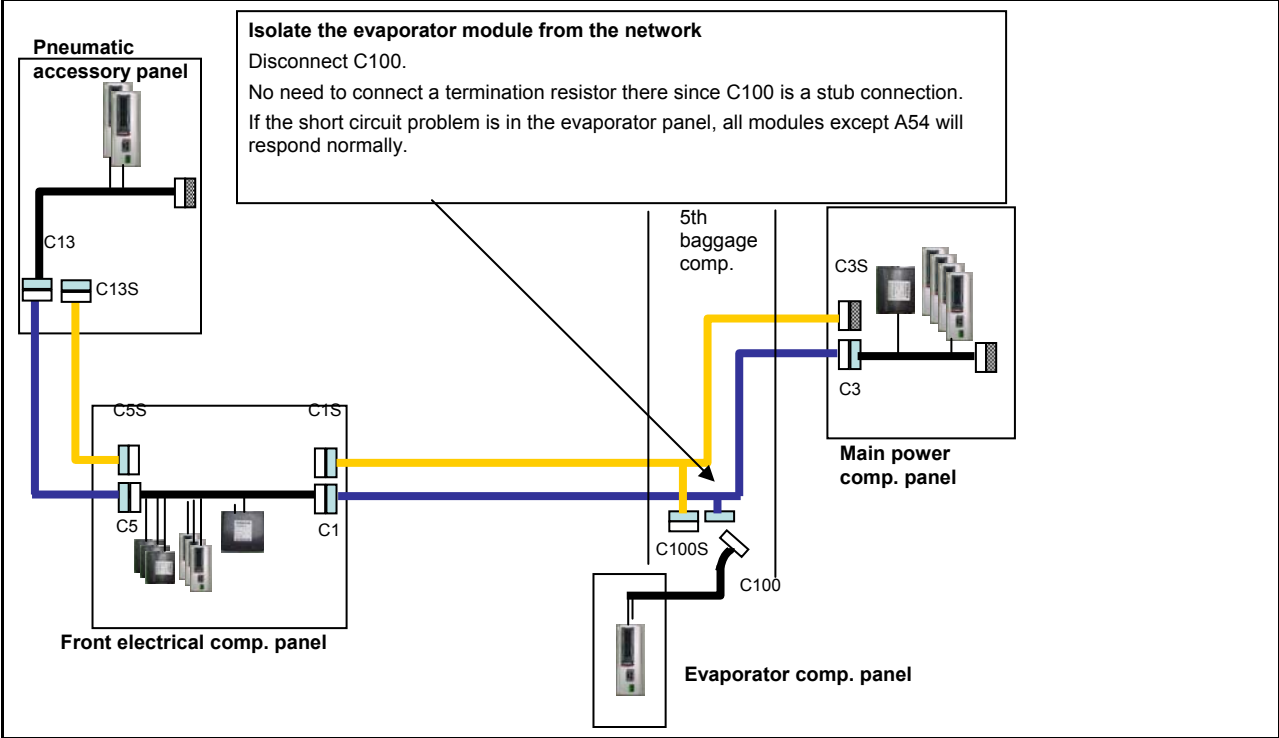 Isolate the evaporator module from the network
Disconnect C100.
No need to connect a termination resistor there since C100 is a stub connection.
If the short circuit problem is in the evaporator panel, all modules except A54 will
respond normally.
Pneumatic
accessory panel
C13
C13S
5th
baggage
comp.
C3S
C3
Main power
comp. panel
C5S
C1S
C5
C1
C100S
C100
Front electrical comp. panel
Evaporator comp. panel